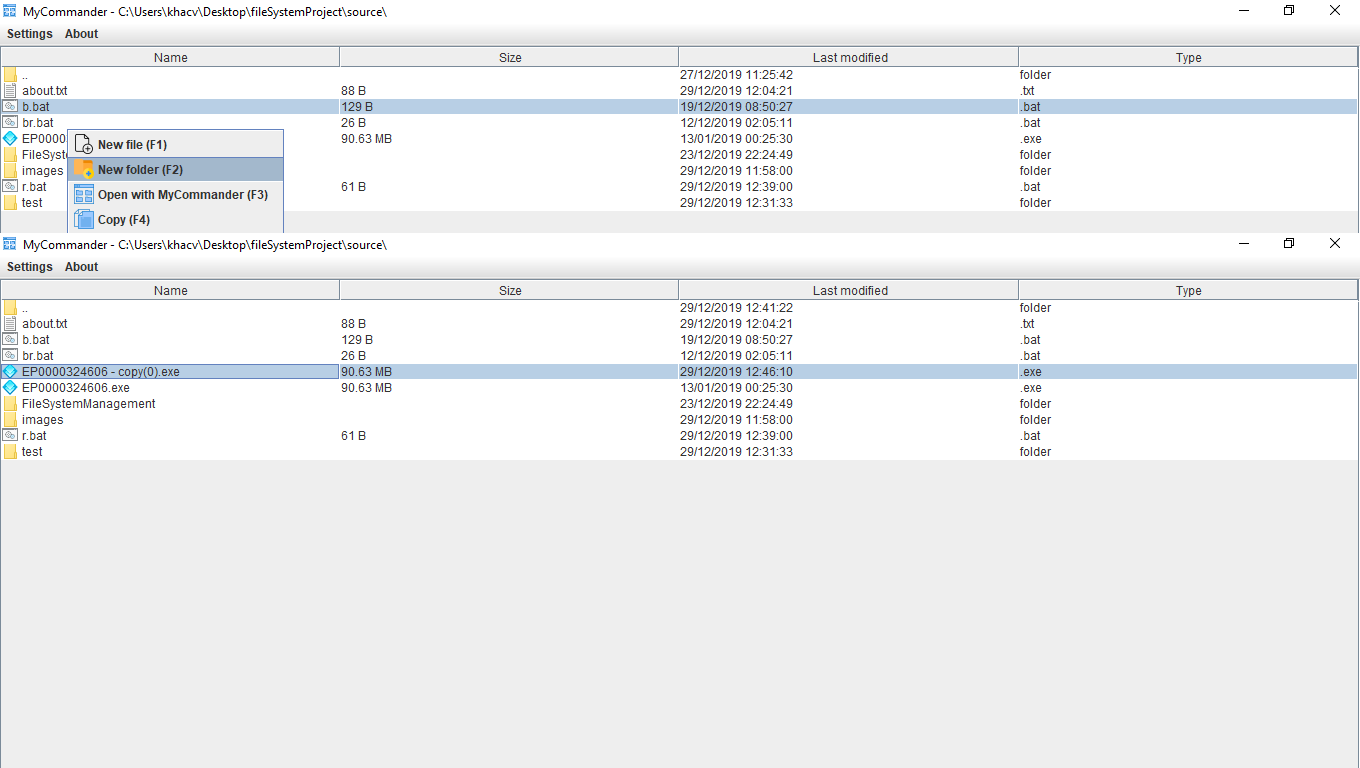 MyCommander - C:\Users\khacv\Desktop\fileSystemProject\source\
Settings About
Name Size Last modified Type
.. 27/12/2019 11:25:42 folder
about.txt 88 B 29/12/2019 12:04:21 .txt
b.bat 129 B 19/12/2019 08:50:27 .bat
br.bat 26 B 12/12/2019 02:05:11 .bat
EP0000 90.63 MB 13/01/2019 00:25:30 .exe
New file (F1)
FileSyst 23/12/2019 22:24:49 folder
images 29/12/2019 11:58:00 folder
New folder (F2)
r.bat 61 B 29/12/2019 12:39:00 .bat
Open with MyCommander (F3)
test 29/12/2019 12:31:33 folder
Copy (F4)
MyCommander - C:\Users\khacv\Desktop\fileSystemProject\source\
Settings About
Name Size Last modified Type
.. 29/12/2019 12:41:22 folder
about.txt 88 B 29/12/2019 12:04:21 .txt
b.bat 129 B 19/12/2019 08:50:27 .bat
br.bat 26 B 12/12/2019 02:05:11 .bat
EP0000324606 - copy(0).exe 90.63 MB 29/12/2019 12:46:10 .exe
EP0000324606.exe 90.63 MB 13/01/2019 00:25:30 .exe
FileSystemManagement 23/12/2019 22:24:49 folder
images 29/12/2019 11:58:00 folder
r.bat 61 B 29/12/2019 12:39:00 .bat
test 29/12/2019 12:31:33 folder